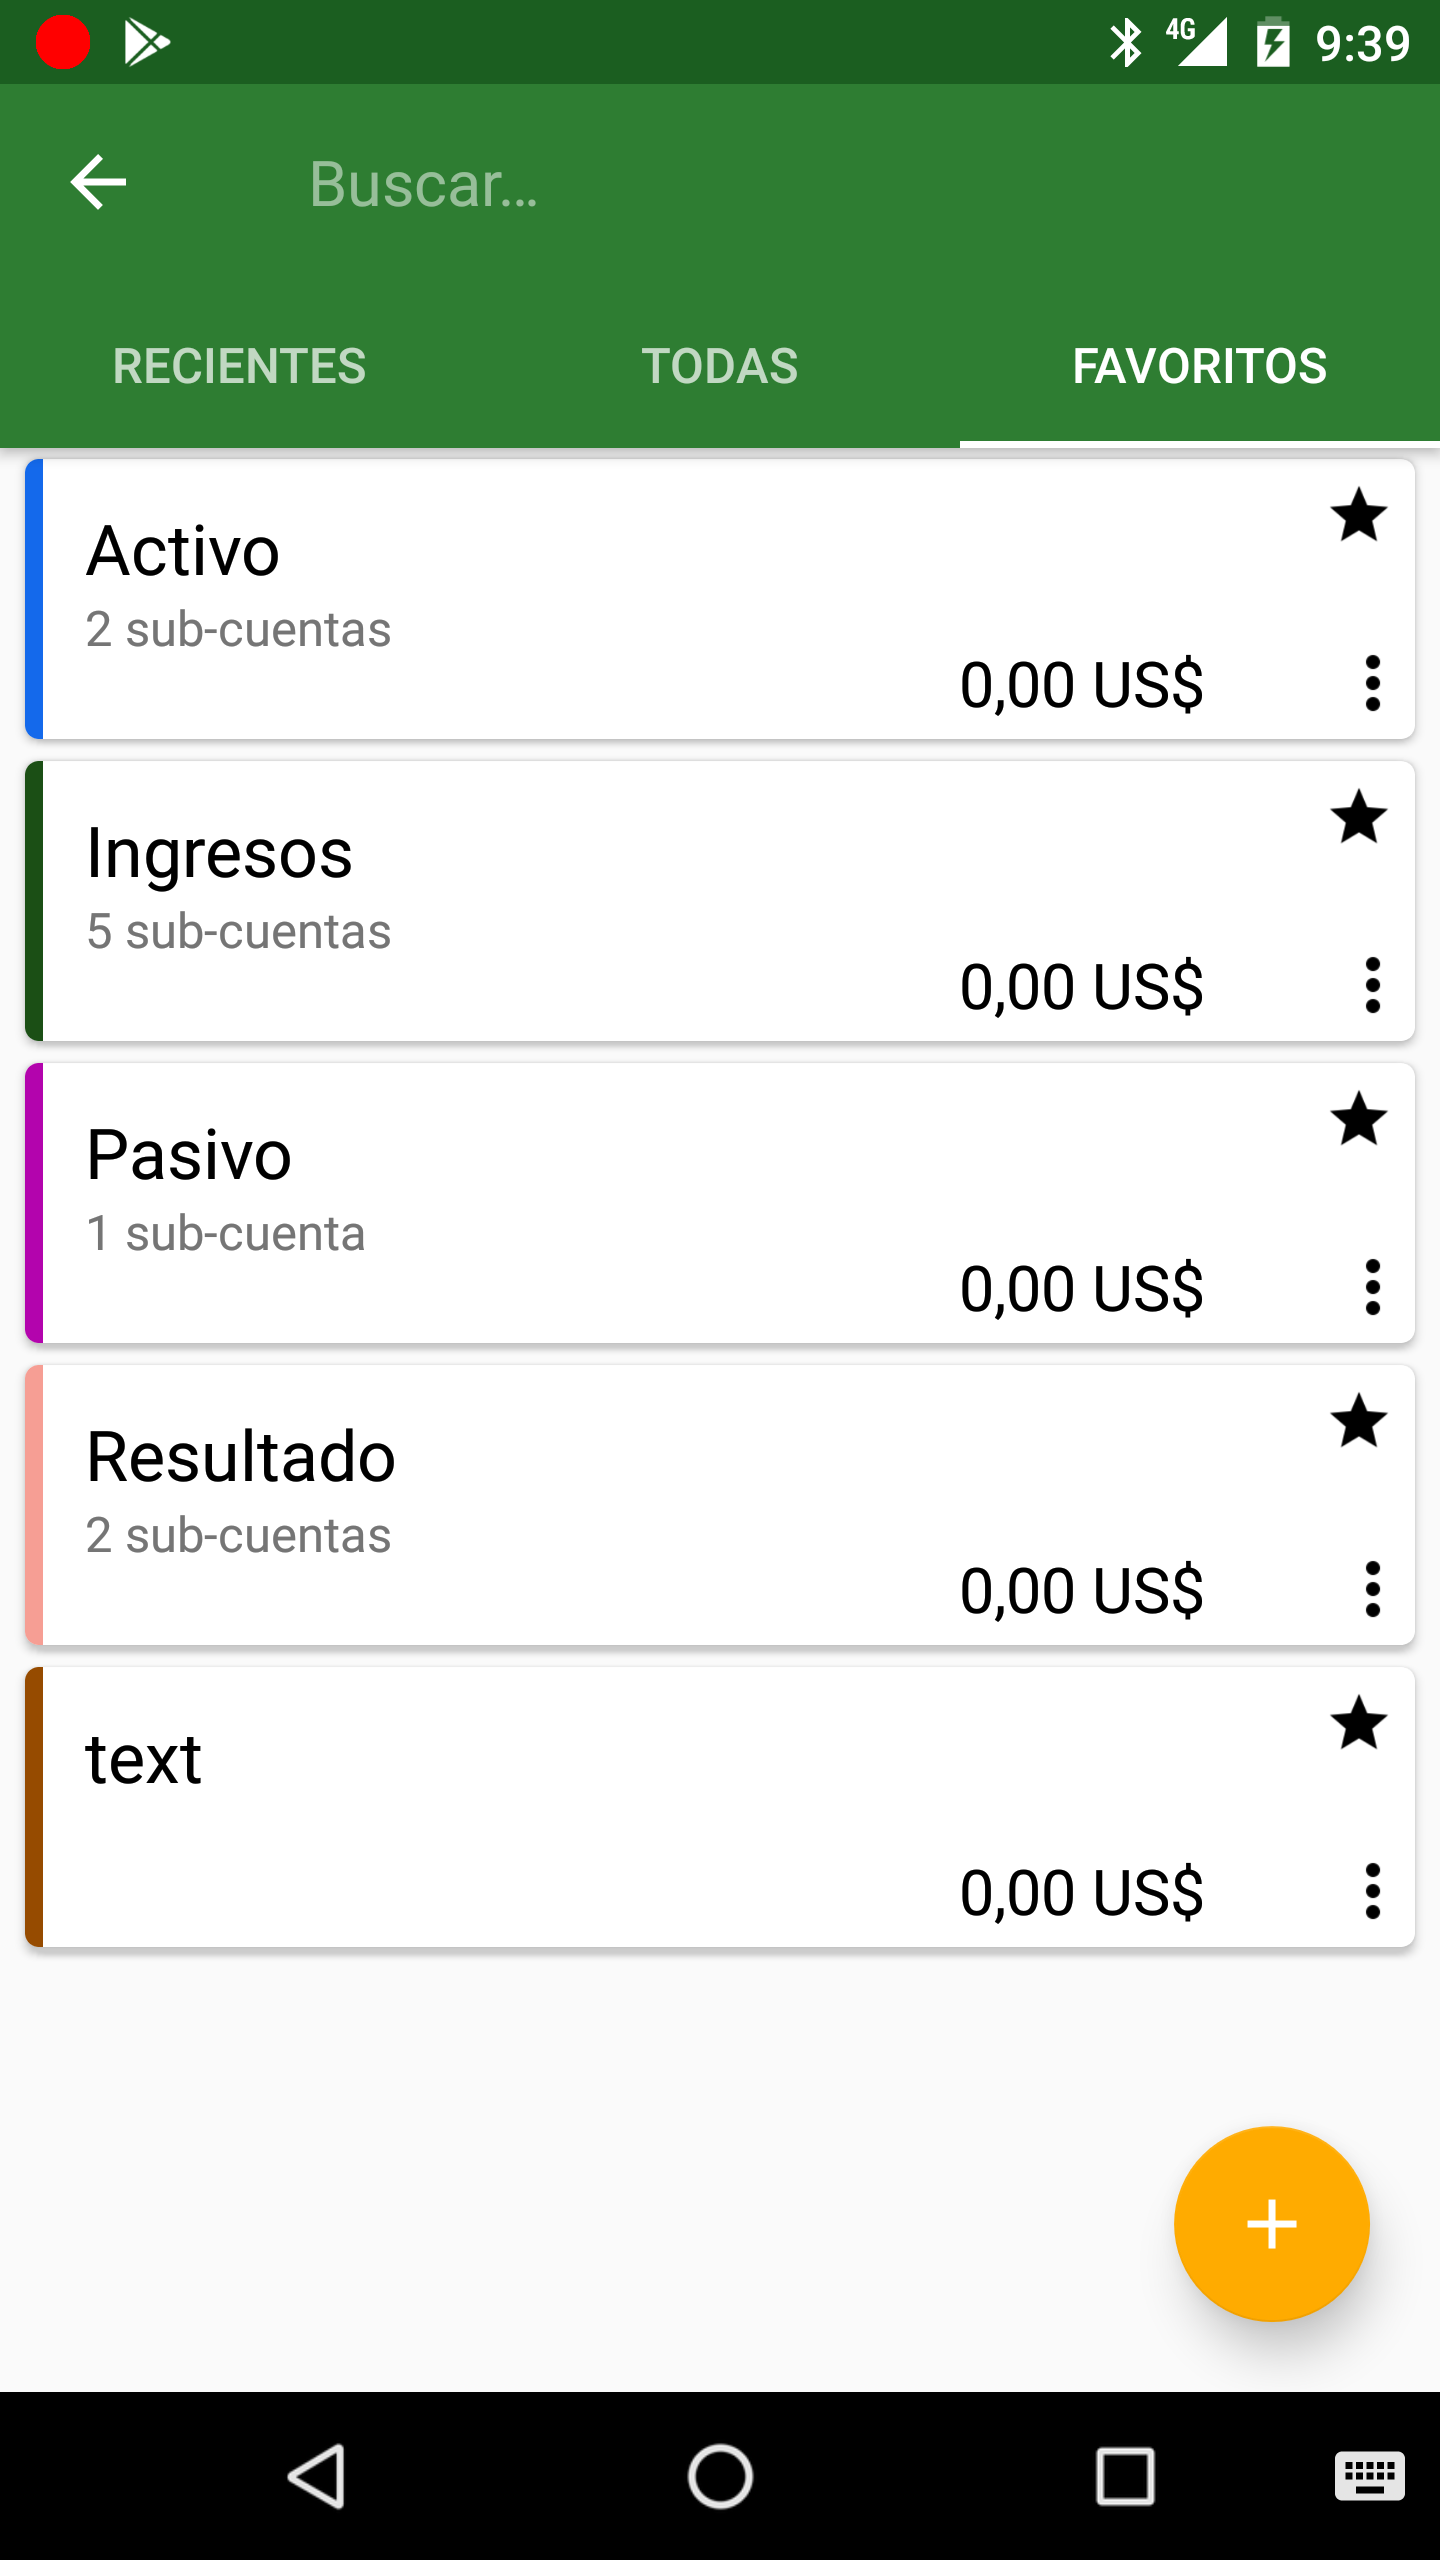 4G 9:39
Buscar...
RECIENTES TODAS FAVORITOS
Activo
2 sub-cuentas
0,00 US$
Ingresos
5 sub-cuentas
0,00 US$
Pasivo
1 sub-cuenta
0,00 US$
Resultado
2 sub-cuentas
0,00 US$
text
0,00 US$